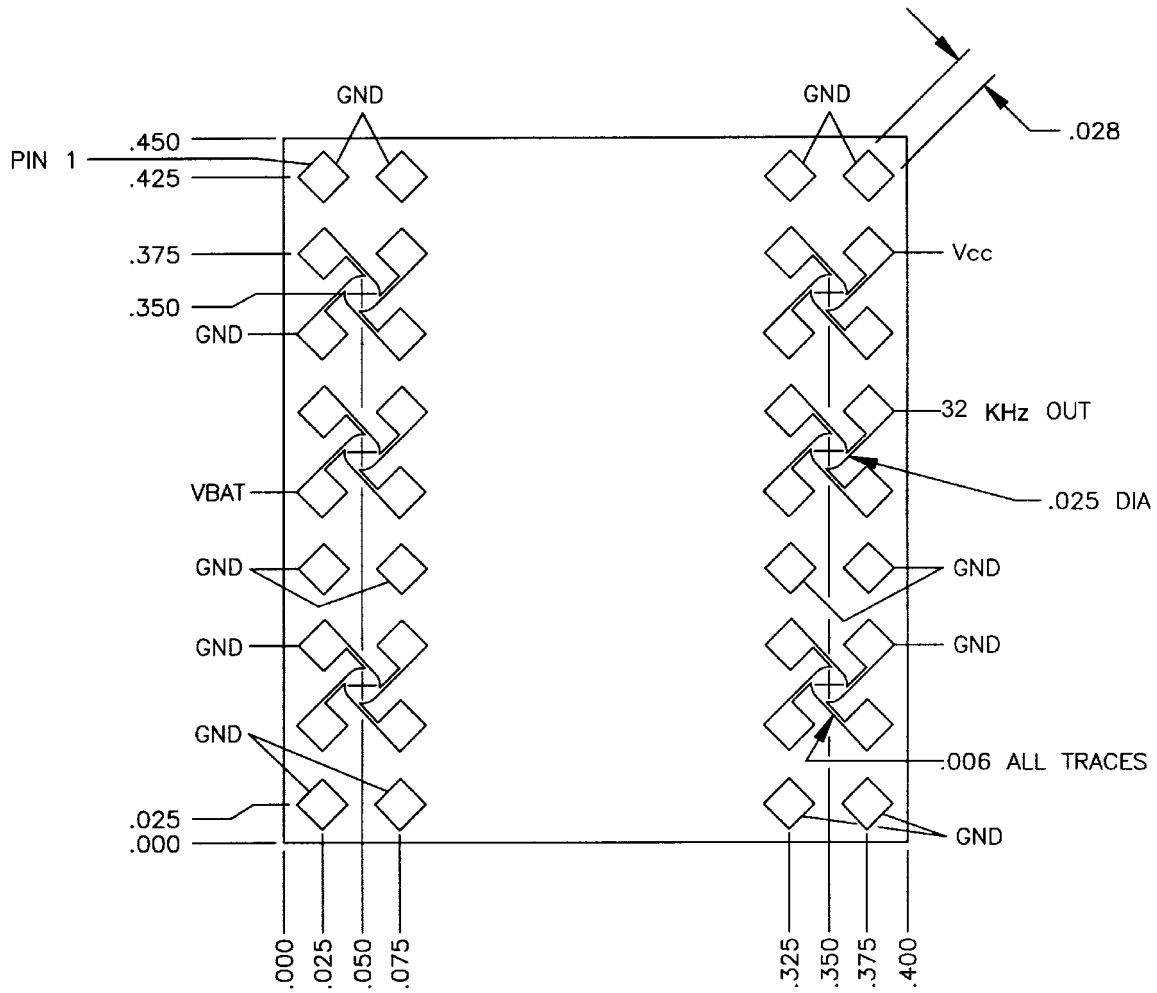 GND
GND
.450
.028
PIN 1
.425
.375
Vcc
.350
GND
32 KHz OUT
VBAT
.025 DIA
GND
GND
GND
GND
GND
.006 ALL TRACES
.025
.000
GND
.000
.025
.050
.075
.325
.350
.375
.400